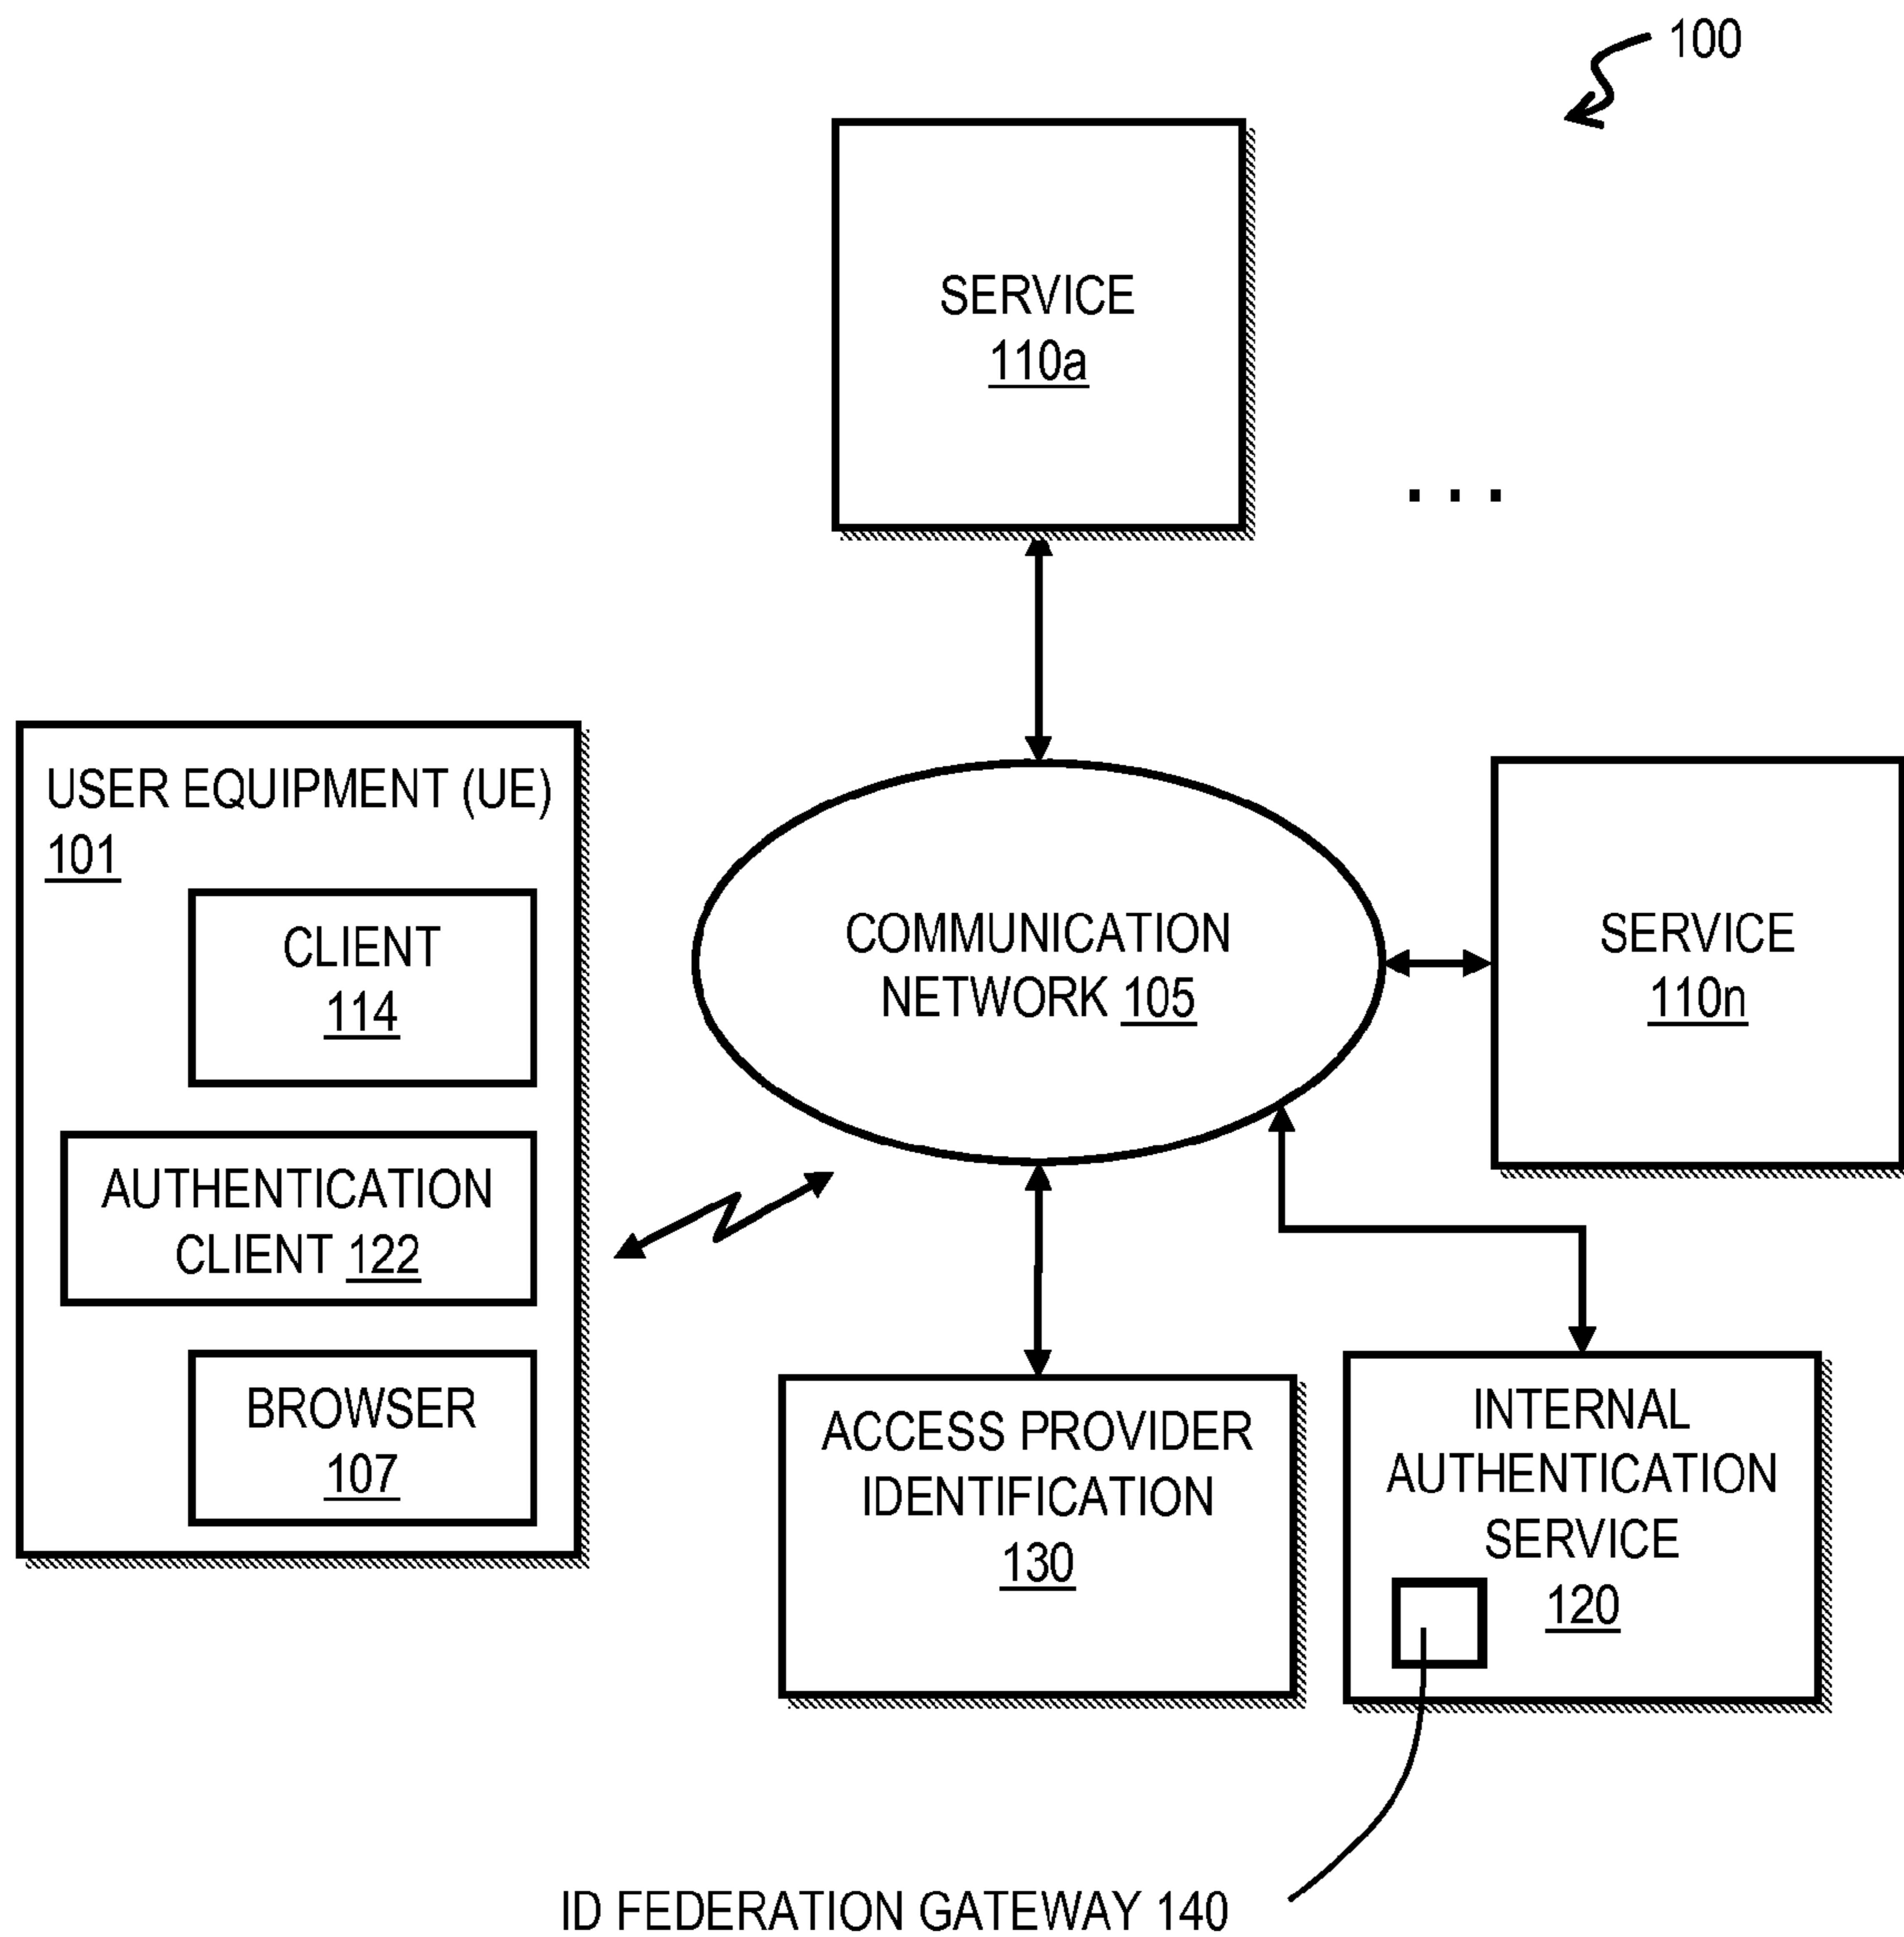 100
SERVICE
110a
. . .
USER EQUIPMENT (UE)
101
CLIENT
114
AUTHENTICATION
CLIENT 122
BROWSER
107
COMMUNICATION
NETWORK 105
SERVICE
110n
ACCESS PROVIDER
IDENTIFICATION
130
INTERNAL
AUTHENTICATION
SERVICE
120
ID FEDERATION GATEWAY 140